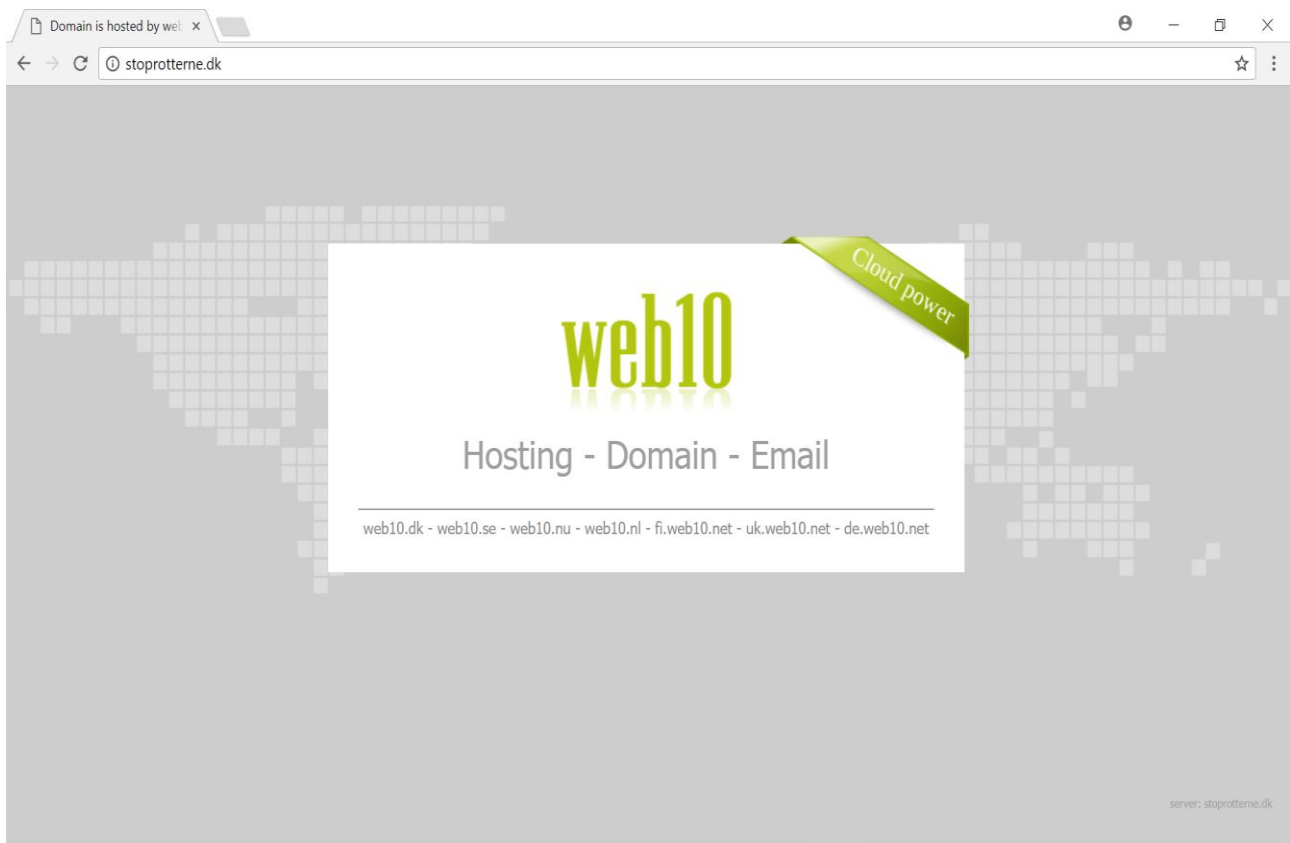 Domain is hosted by web
stoprotterne.dk
Cloud power
web10
Hosting - Domain - Email
web10.dk - web10.se - web10.nu - web10.nl - fi.web10.net - uk.web10.net - de.web10.net
server: stoprotterne.dk